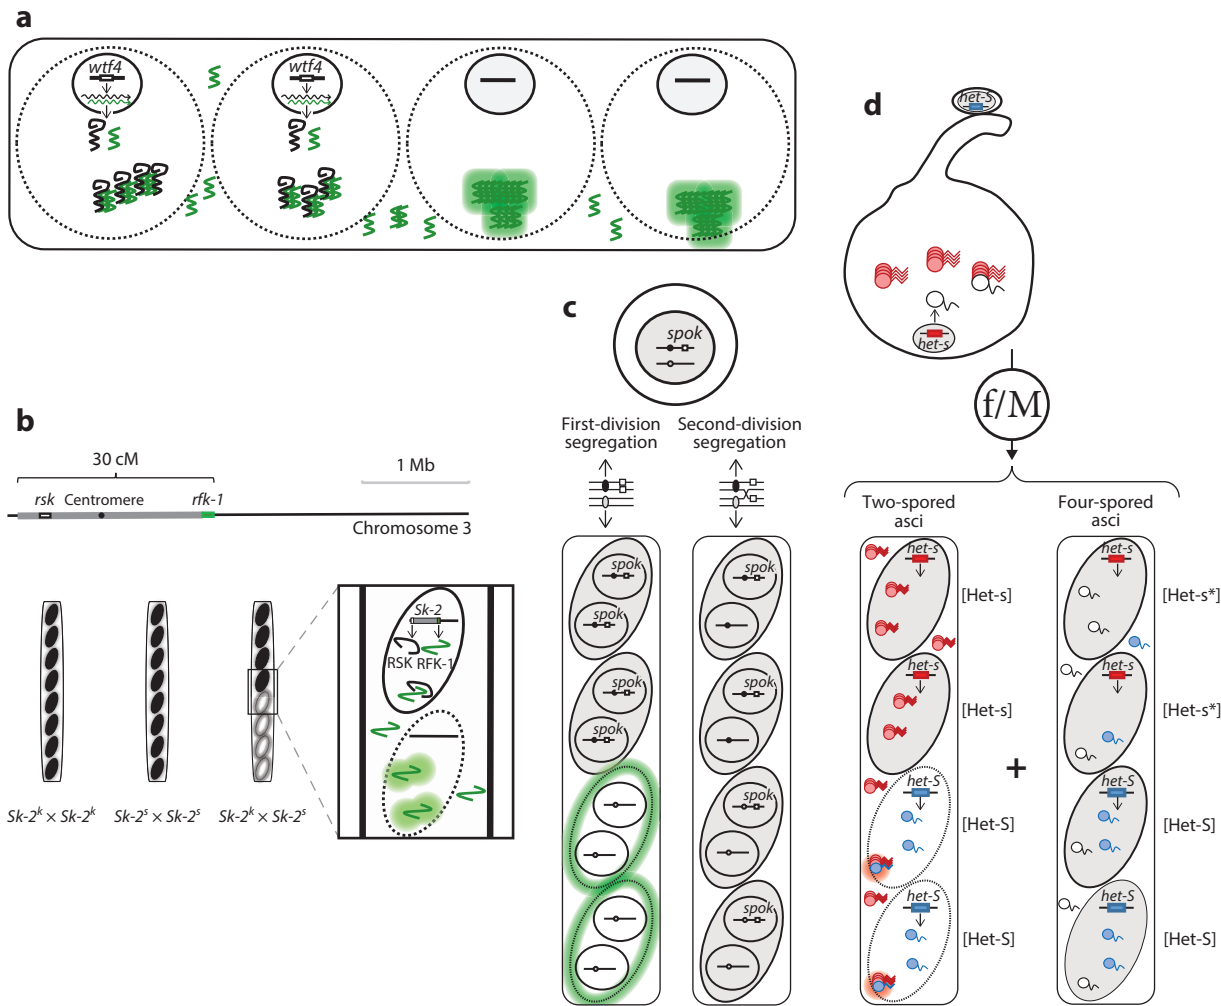 a
wtf4
wtf4
b
30 cM
1 Mb
rsk
Centromere
rfk-1
Chromosome 3
Sk-2
RSK
RFK-1
Sk-2ᵏ × Sk-2ᵏ
Sk-2ˢ × Sk-2ˢ
Sk-2ᵏ × Sk-2ˢ
c
spok
First-division
segregation
Second-division
segregation
spok
spok
spok
spok
spok
spok
spok
spok
d
het-S
het-s
f/M
Two-spored
asci
Four-spored
asci
het-s
[Het-s]
het-s
[Het-s]
het-S
[Het-S]
het-S
[Het-S]
+
het-s
[Het-s*]
het-s
[Het-s*]
het-S
[Het-S]
het-S
[Het-S]